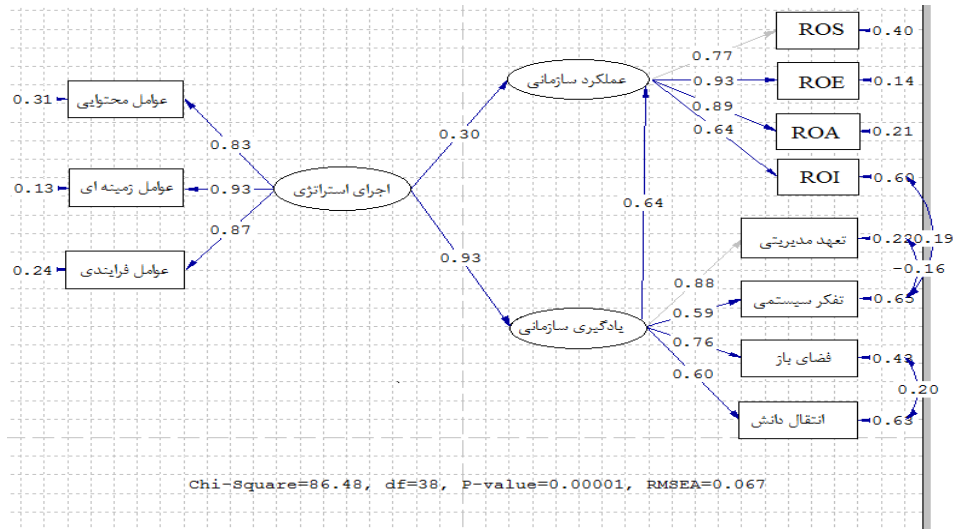 ROS
0.40
0.77
عملکرد سازمانی
0.93
ROE
0.14
0.89
ROA
0.21
0.64
ROI
0.60
0.31
عوامل محتوایی
0.83
0.30
0.13
عوامل زمینه ای
0.93
اجرای استراتژی
0.64
0.87
0.24
عوامل فرایندی
0.93
تعهد مدیریتی
0.22
0.19
-0.16
0.88
تفکر سیستمی
0.65
0.59
یادگیری سازمانی
0.76
فضای باز
0.43
0.20
0.60
انتقال دانش
0.63
Chi-Square=86.48, df=38, P-value=0.00001, RMSEA=0.067